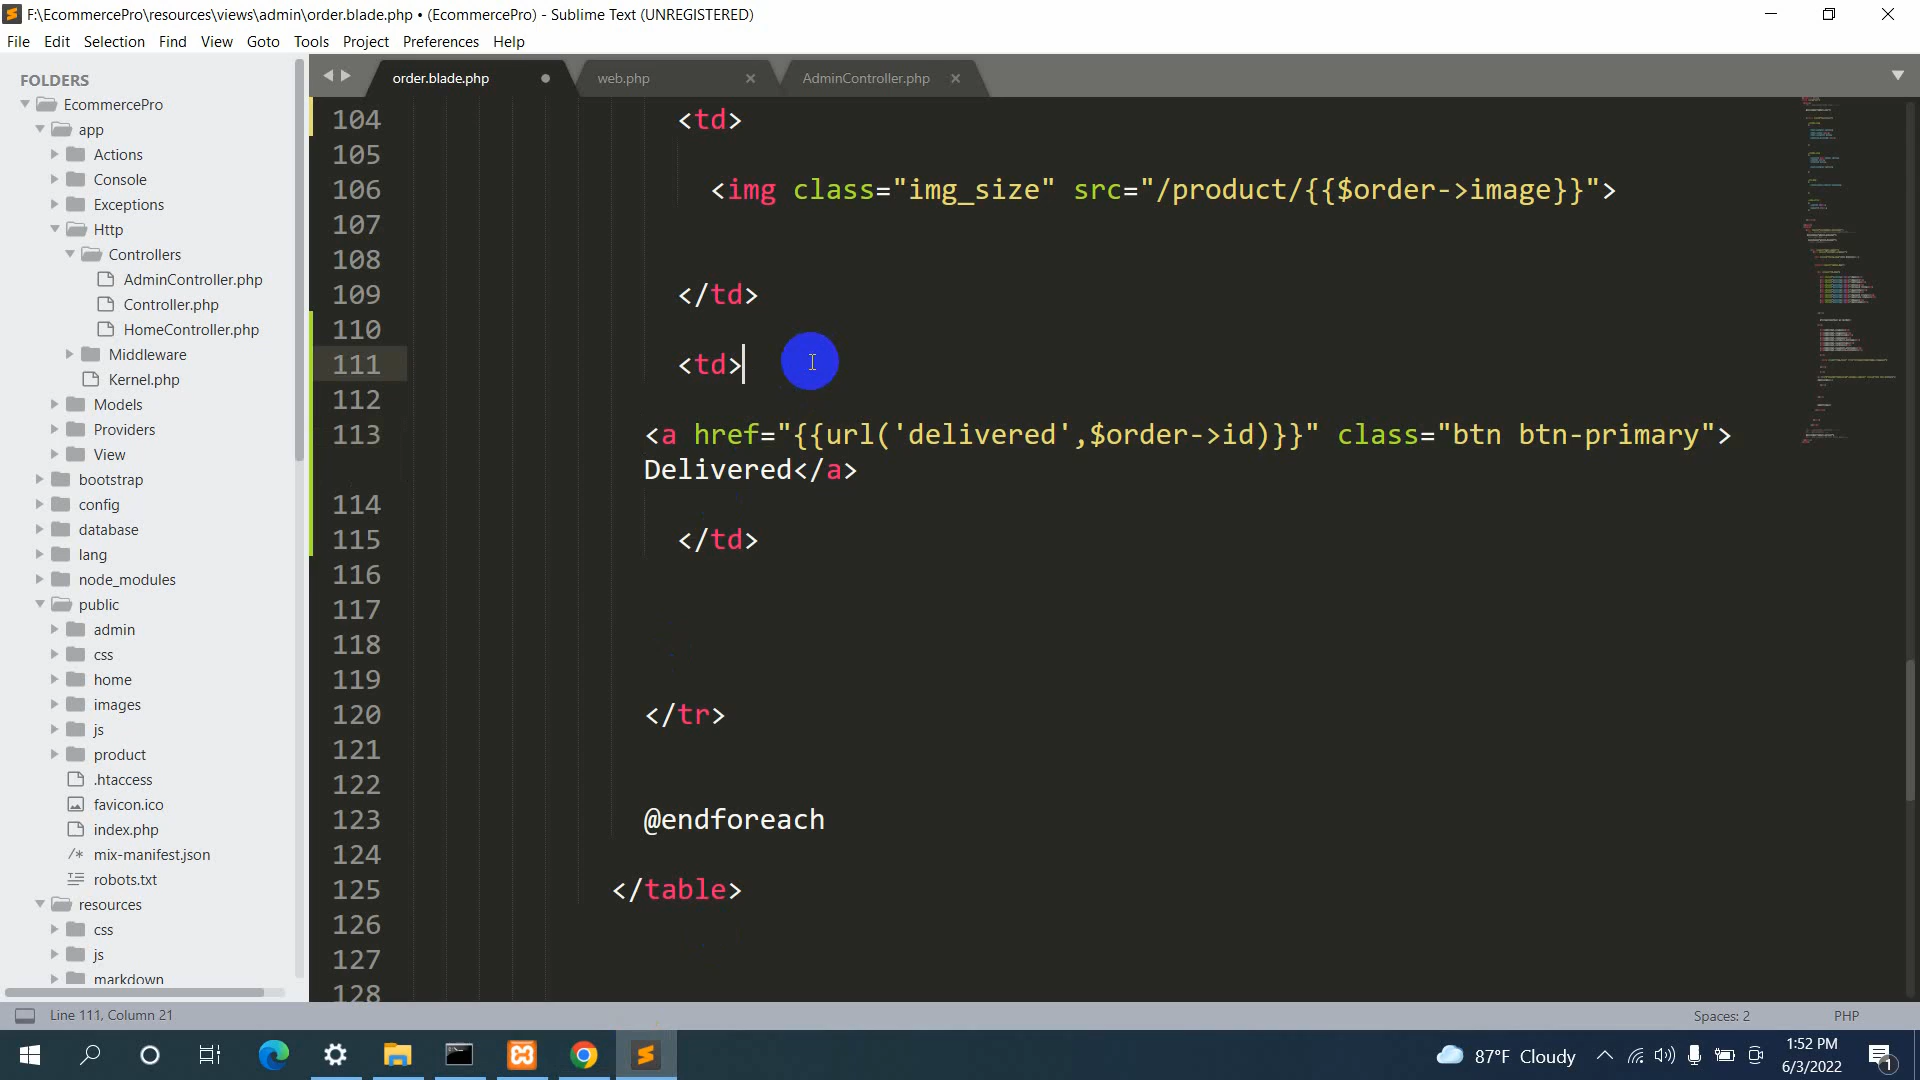 F:\EcommercePro\resources\views\admin\order.blade.php • (EcommercePro) - Sublime Text (UNREGISTERED)
File Edit Selection Find View Goto Tools Project Preferences Help
FOLDERS
EcommercePro
app
Actions
Console
Exceptions
Http
Controllers
AdminController.php
Controller.php
HomeController.php
Middleware
Kernel.php
Models
Providers
View
bootstrap
config
database
lang
node_modules
public
admin
css
home
images
js
product
.htaccess
favicon.ico
index.php
/* mix-manifest.json
robots.txt
resources
css
js
markdown
order.blade.php web.php AdminController.php
104 <td>
105
106 <img class="img_size" src="/product/{{$order->image}}">
107
108
109 </td>
110
111 <td>
112
113 <a href="{{url('delivered',$order->id)}}" class="btn btn-primary">
Delivered</a>
114
115 </td>
116
117
118
119
120 </tr>
121
122
123 @endforeach
124
125 </table>
126
127
128
Line 111, Column 21 Spaces: 2 PHP
87°F Cloudy
1:52 PM
6/3/2022
1